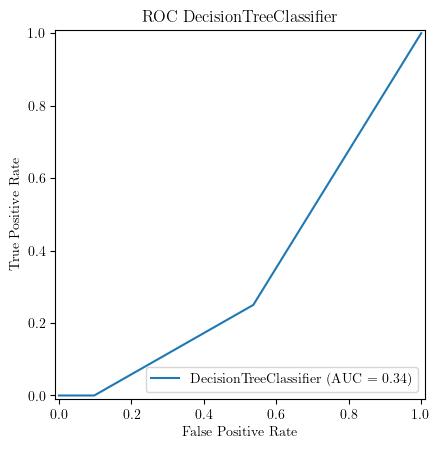 ROC DecisionTreeClassifier
1.0
0.8
0.6
0.4
0.2
0.0
True Positive Rate
DecisionTreeClassifier (AUC = 0.34)
0.0 0.2 0.4 0.6 0.8 1.0
False Positive Rate